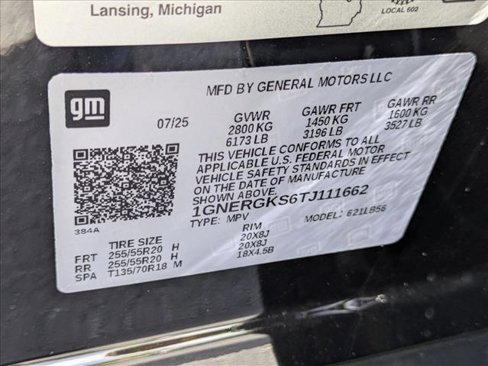 Lansing, Michigan
LOCAL 602
gm
MFD BY GENERAL MOTORS LLC
07/25 GVWR GAWR FRT GAWR RR
2800 KG 1450 KG 1600 KG
6173 LB 3196 LB 3527 LB
THIS VEHICLE CONFORMS TO ALL
APPLICABLE U.S. FEDERAL MOTOR
VEHICLE SAFETY STANDARDS IN EFFECT
ON THE DATE OF MANUFACTURE
SHOWN ABOVE.
1GNERGKS6TJ111662
384A
TYPE: MPV MODEL: 621LB56
TIRE SIZE RIM
FRT 255/55R20 H 20X8J
RR 255/55R20 H 20X8J
SPA T135/70R18 M 18X4.5B